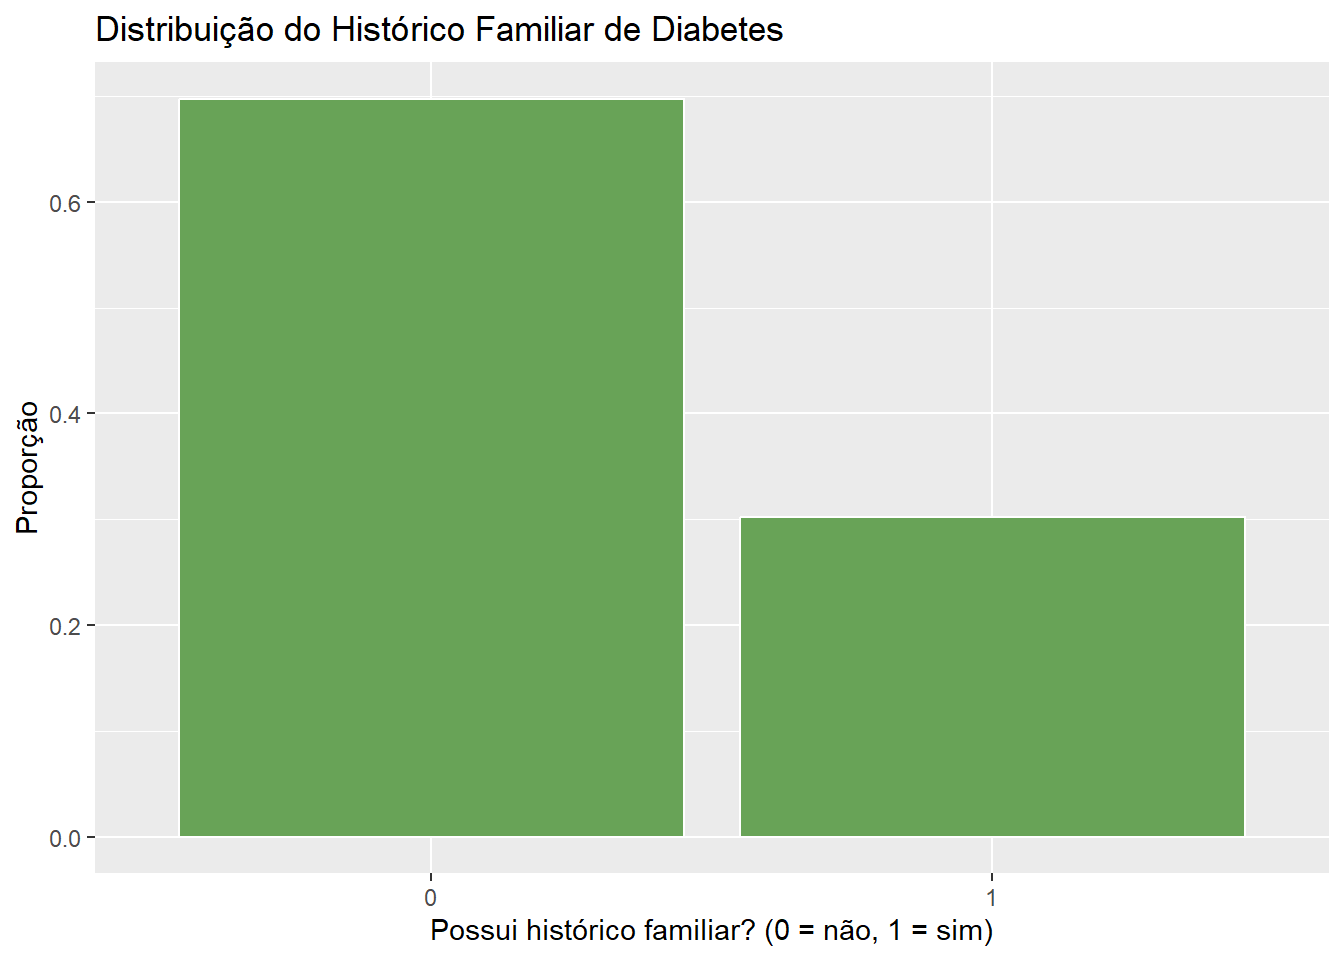 Distribuição do Histórico Familiar de Diabetes
Proporção
0.6
0.4
0.2
0.0
0 1
Possui histórico familiar? (0 = não, 1 = sim)